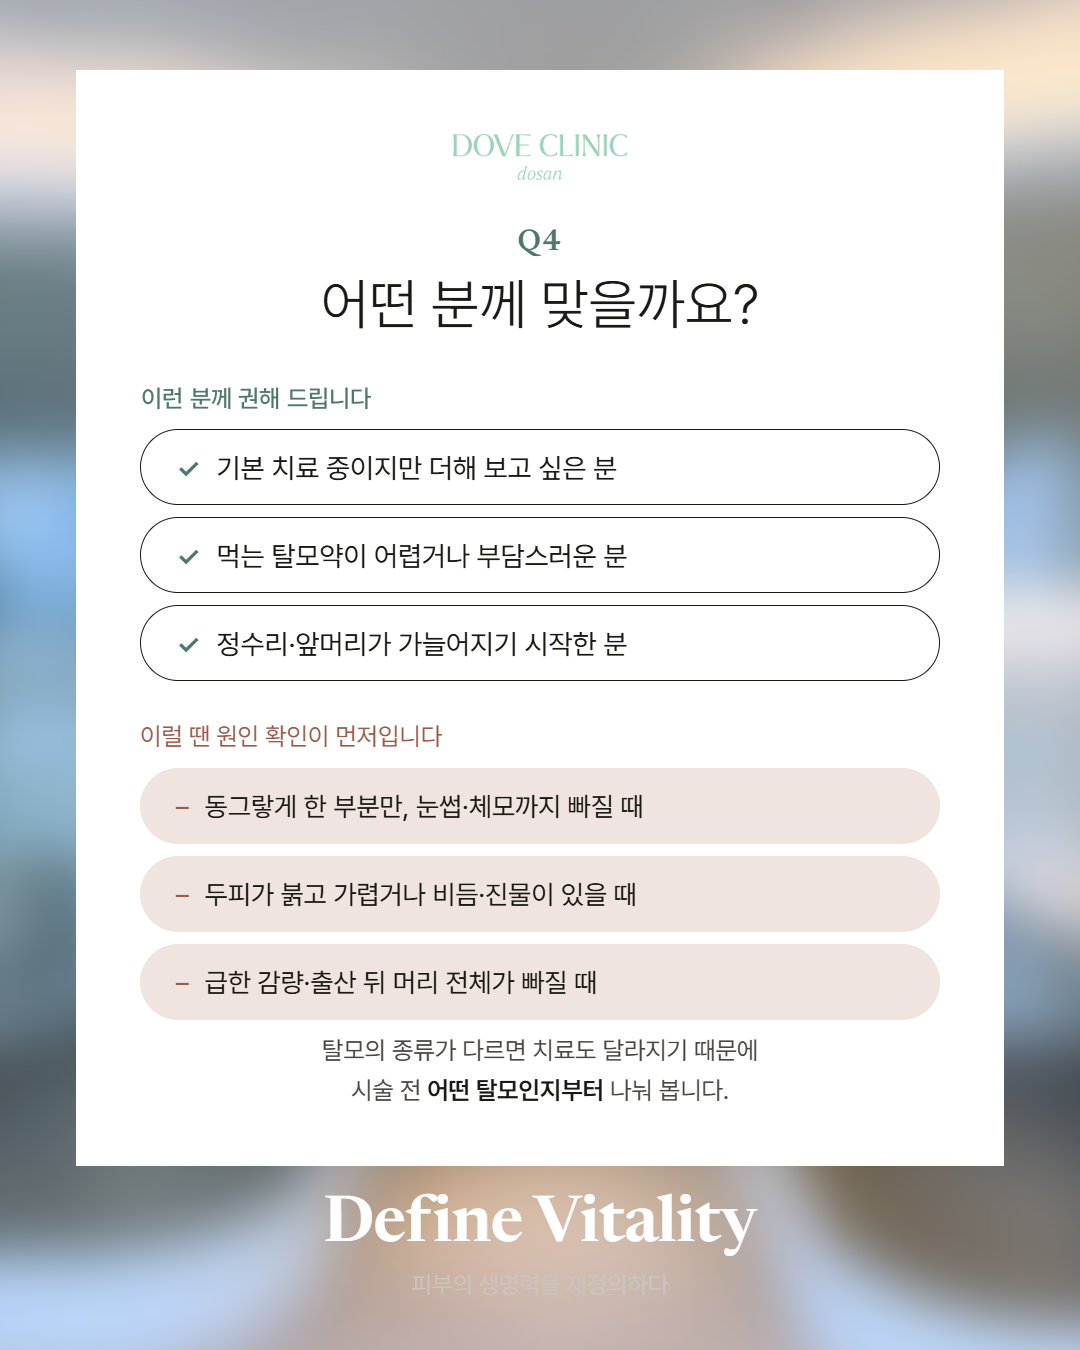 DOVE CLINIC
dosan
Q4
어떤 분께 맞을까요?
이런 분께 권해 드립니다
✓ 기본 치료 중이지만 더해 보고 싶은 분
✓ 먹는 탈모약이 어렵거나 부담스러운 분
✓ 정수리·앞머리가 가늘어지기 시작한 분
이럴 땐 원인 확인이 먼저입니다
– 동그랗게 한 부분만, 눈썹·체모까지 빠질 때
– 두피가 붉고 가렵거나 비듬·진물이 있을 때
– 급한 감량·출산 뒤 머리 전체가 빠질 때
탈모의 종류가 다르면 치료도 달라지기 때문에
시술 전 어떤 탈모인지부터 나눠 봅니다.
Define Vitality
피부의 생명력을 재정의하다